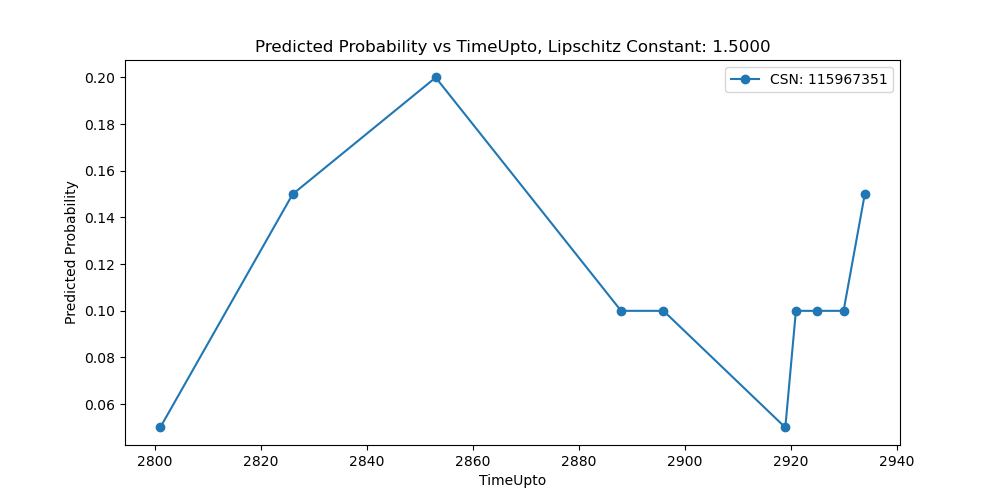 Predicted Probability vs TimeUpto, Lipschitz Constant: 1.5000
CSN: 115967351
Predicted Probability
0.20
0.18
0.16
0.14
0.12
0.10
0.08
0.06
2800 2820 2840 2860 2880 2900 2920 2940
TimeUpto